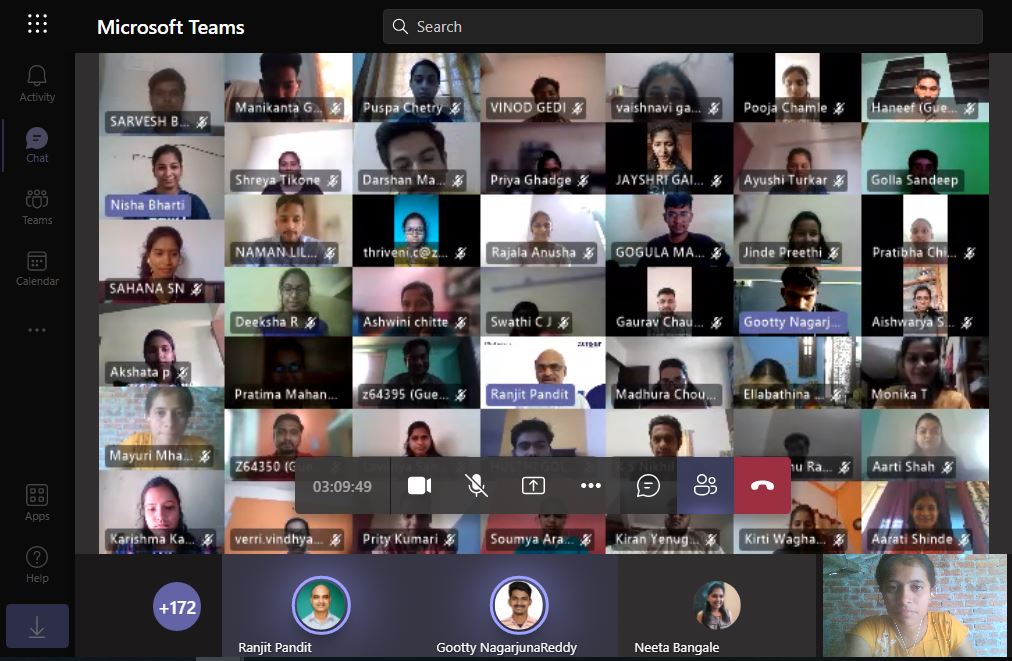 Microsoft Teams
Search
Activity
Chat
Teams
Calendar
Apps
Help
SARVESH B...
Manikanta G...
Puspa Chetry
VINOD GEDI
vaishnavi ga...
Pooja Chamle
Haneef (Gue...
Nisha Bharti
Shreya Tikone
Darshan Ma...
Priya Ghadge
JAYSHRI GAI...
Ayushi Turkar
Golla Sandeep
SAHANA SN
NAMAN LIL...
thriveni.c@z...
Rajala Anusha
GOGULA MA...
Jinde Preethi
Pratibha Chi...
Deeksha R
Ashwini chitte
Swathi C J
Gaurav Chau...
Gootty Nagarj...
Aishwarya S...
Akshata p
Pratima Mahan...
z64395 (Gue...
Ranjit Pandit
Madhura Chou...
Ellabathina ...
Monika T
Mayuri Mha...
Z64350 (G
Aarti Shah
03:09:49
Karishma Ka...
verri.vindhya...
Prity Kumari
Soumya Ara...
Kiran Yenug...
Kirti Wagha...
Aarati Shinde
+172
Ranjit Pandit
Gootty NagarjunaReddy
Neeta Bangale